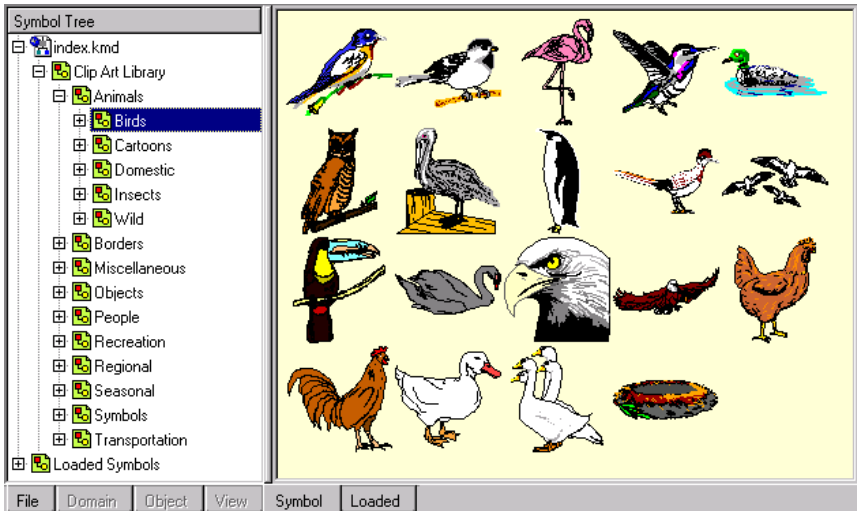 Symbol Tree
index.kmd
Clip Art Library
Animals
Birds
Cartoons
Domestic
Insects
Wild
Borders
Miscellaneous
Objects
People
Recreation
Regional
Seasonal
Symbols
Transportation
Loaded Symbols
File Domain Object View Symbol Loaded